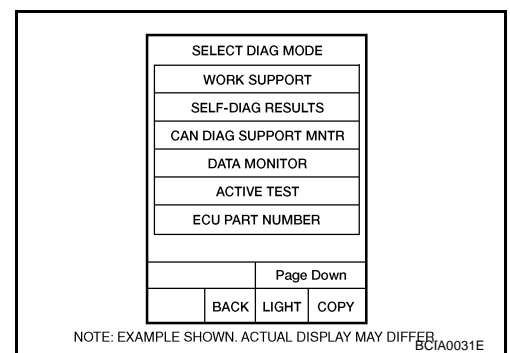 SELECT DIAG MODE
WORK SUPPORT
SELF-DIAG RESULTS
CAN DIAG SUPPORT MNTR
DATA MONITOR
ACTIVE TEST
ECU PART NUMBER
Page Down
BACK LIGHT COPY
NOTE: EXAMPLE SHOWN. ACTUAL DISPLAY MAY DIFFER.
BCIA0031E